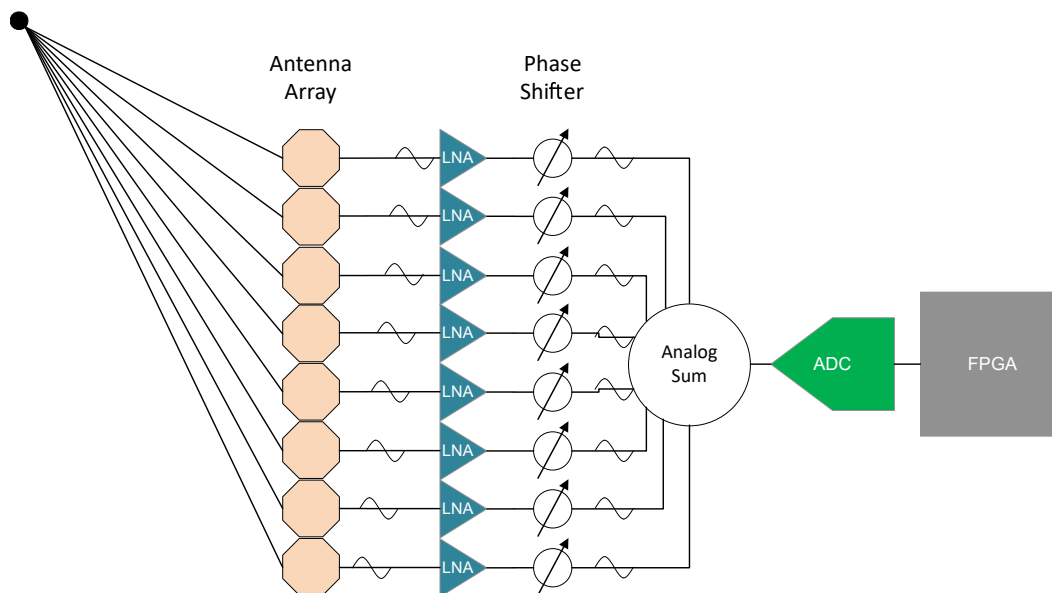 Antenna
Array
Phase
Shifter
LNA
LNA
LNA
LNA
LNA
LNA
LNA
LNA
Analog
Sum
ADC
FPGA